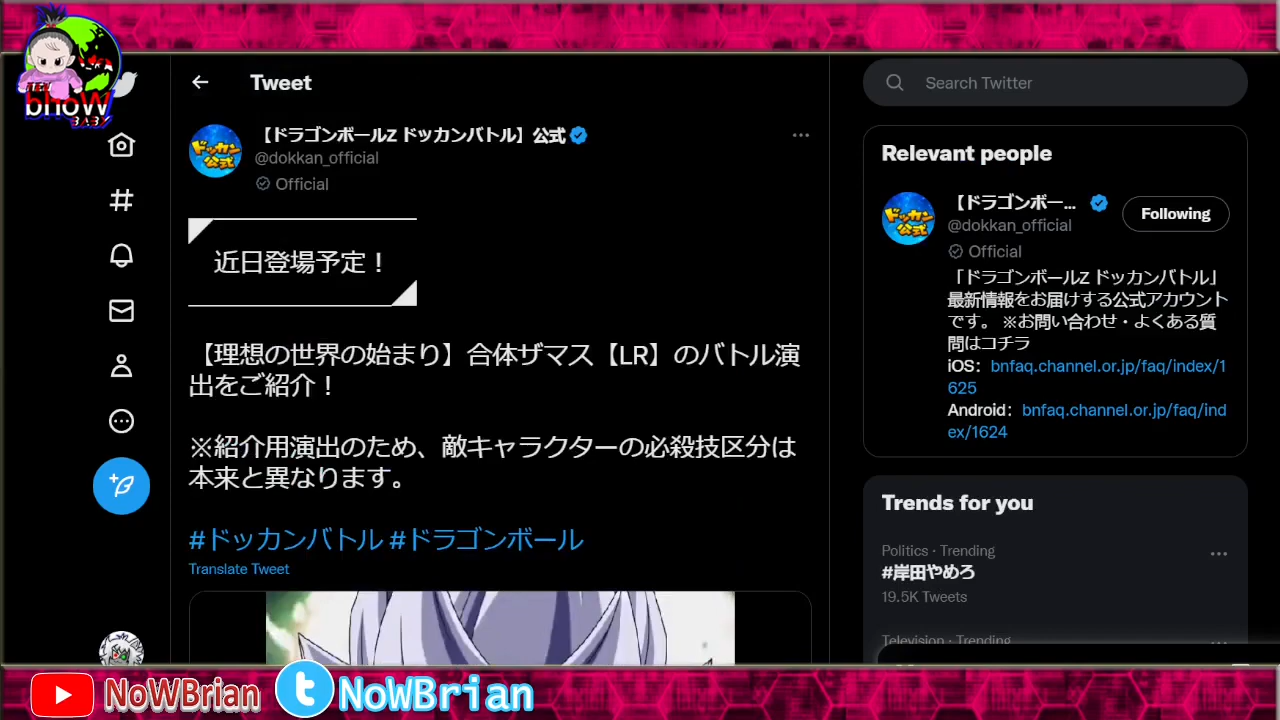 bhoW
BABY
Tweet
Search Twitter
【ドラゴンボールZ ドッカンバトル】公式
@dokkan_official
Official
近日登場予定！
【理想の世界の始まり】合体ザマス【LR】のバトル演
出をご紹介！
※紹介用演出のため、敵キャラクターの必殺技区分は
本来と異なります。
#ドッカンバトル #ドラゴンボール
Translate Tweet
Relevant people
【ドラゴンボー...
@dokkan_official
Official
Following
「ドラゴンボールZ ドッカンバトル」
最新情報をお届けする公式アカウント
です。 ※お問い合わせ・よくある質
問はコチラ
iOS： bnfaq.channel.or.jp/faq/index/1
625
Android： bnfaq.channel.or.jp/faq/ind
ex/1624
Trends for you
Politics · Trending
#岸田やめろ
19.5K Tweets
Television · Trending
NoWBrian
NoWBrian